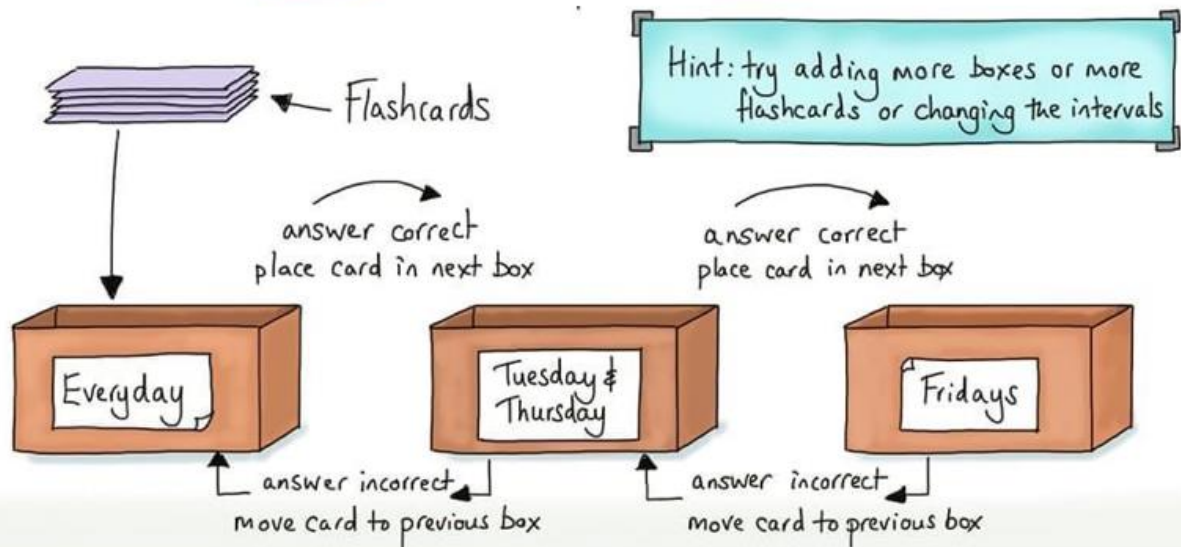 Flashcards
Hint: try adding more boxes or more
flashcards or changing the intervals
answer correct
place card in next box
answer correct
place card in next box
Everyday
Tuesday &
Thursday
Fridays
answer incorrect
move card to previous box
answer incorrect
move card to previous box